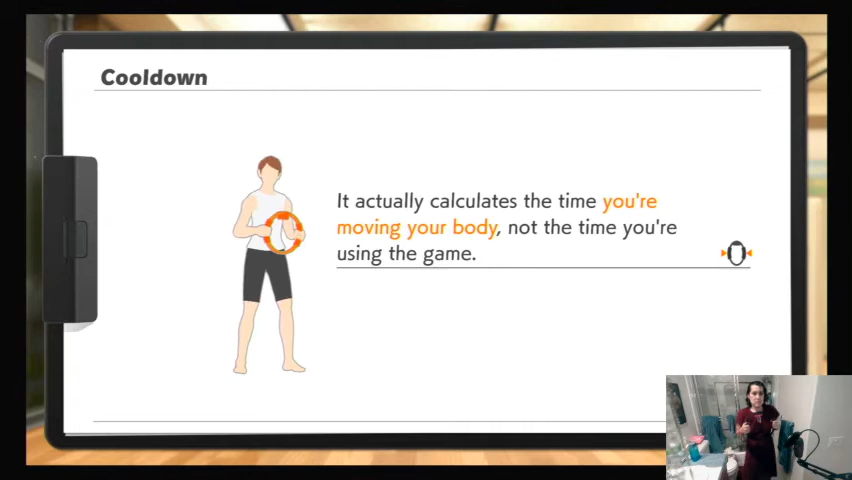 Cooldown
It actually calculates the time you're
moving your body, not the time you're
using the game.